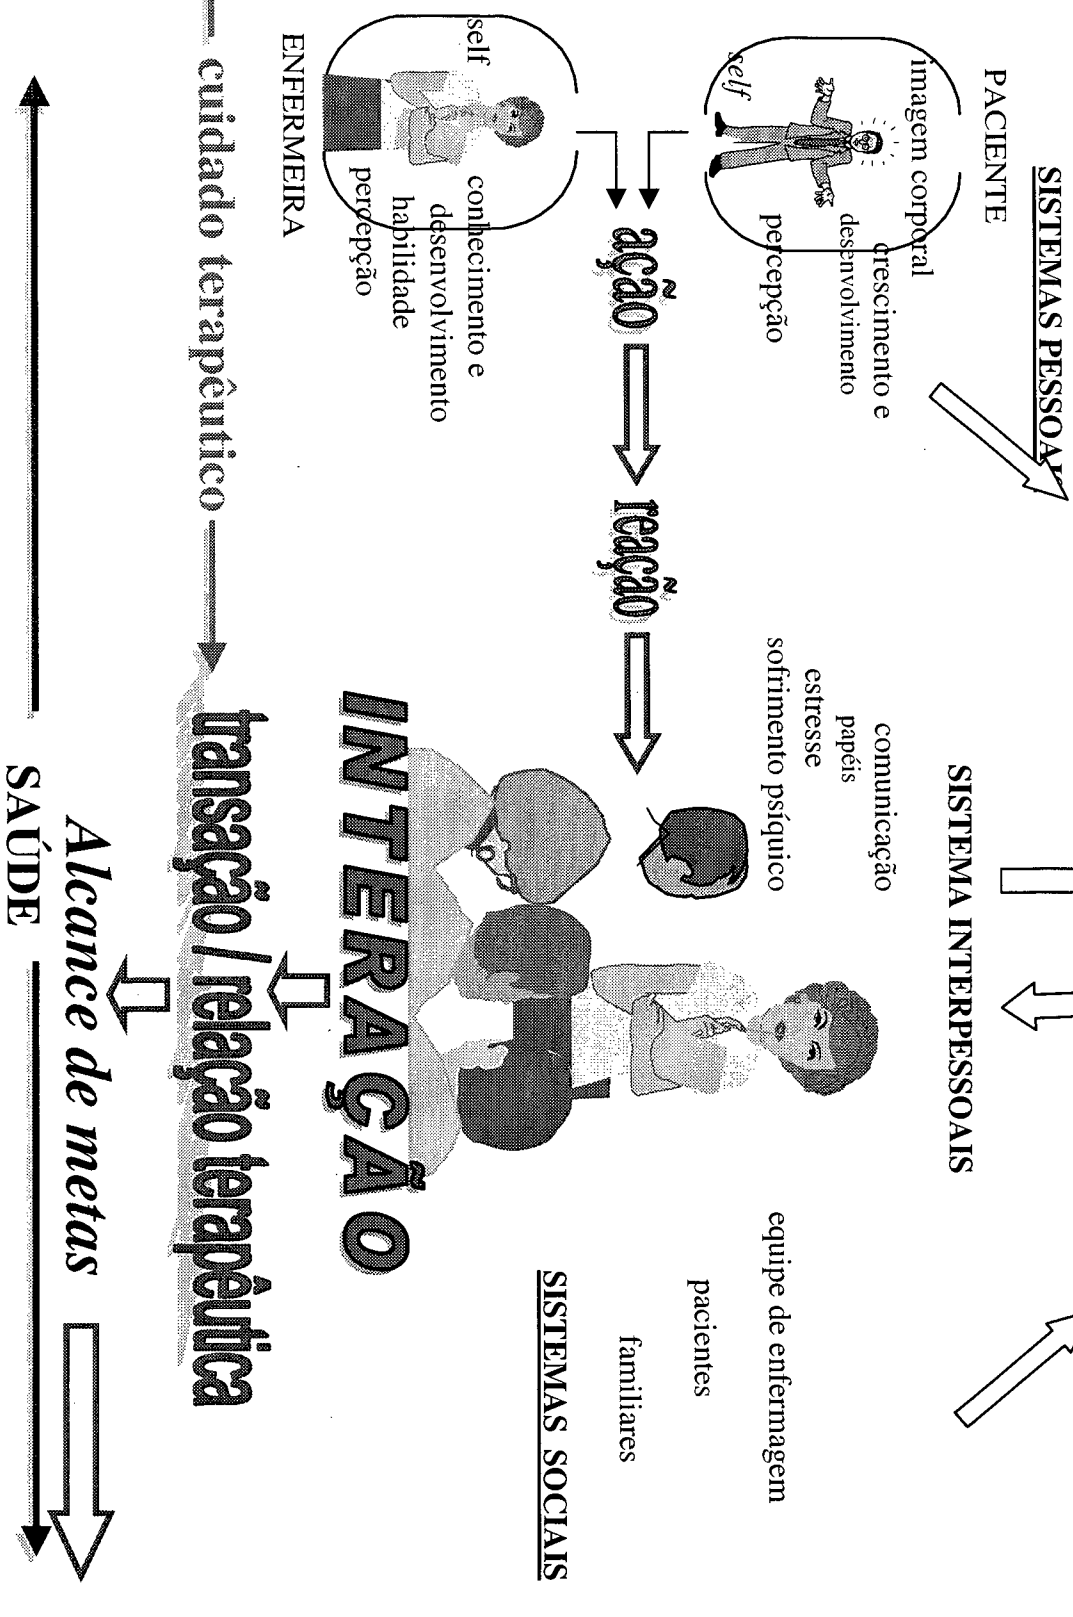 SISTEMAS PESSOAIS
PACIENTE
imagem corporal
crescimento e
desenvolvimento
self
percepção
ação
reação
self
conhecimento e
desenvolvimento
habilidade
percepção
ENFERMEIRA
SISTEMA INTERPESSOAIS
comunicação
papéis
estresse
sofrimento psíquico
equipe de enfermagem
pacientes
familiares
SISTEMAS SOCIAIS
INTERAÇÃO
cuidado terapêutico
transação / relação terapêutica
Alcance de metas
SAÚDE